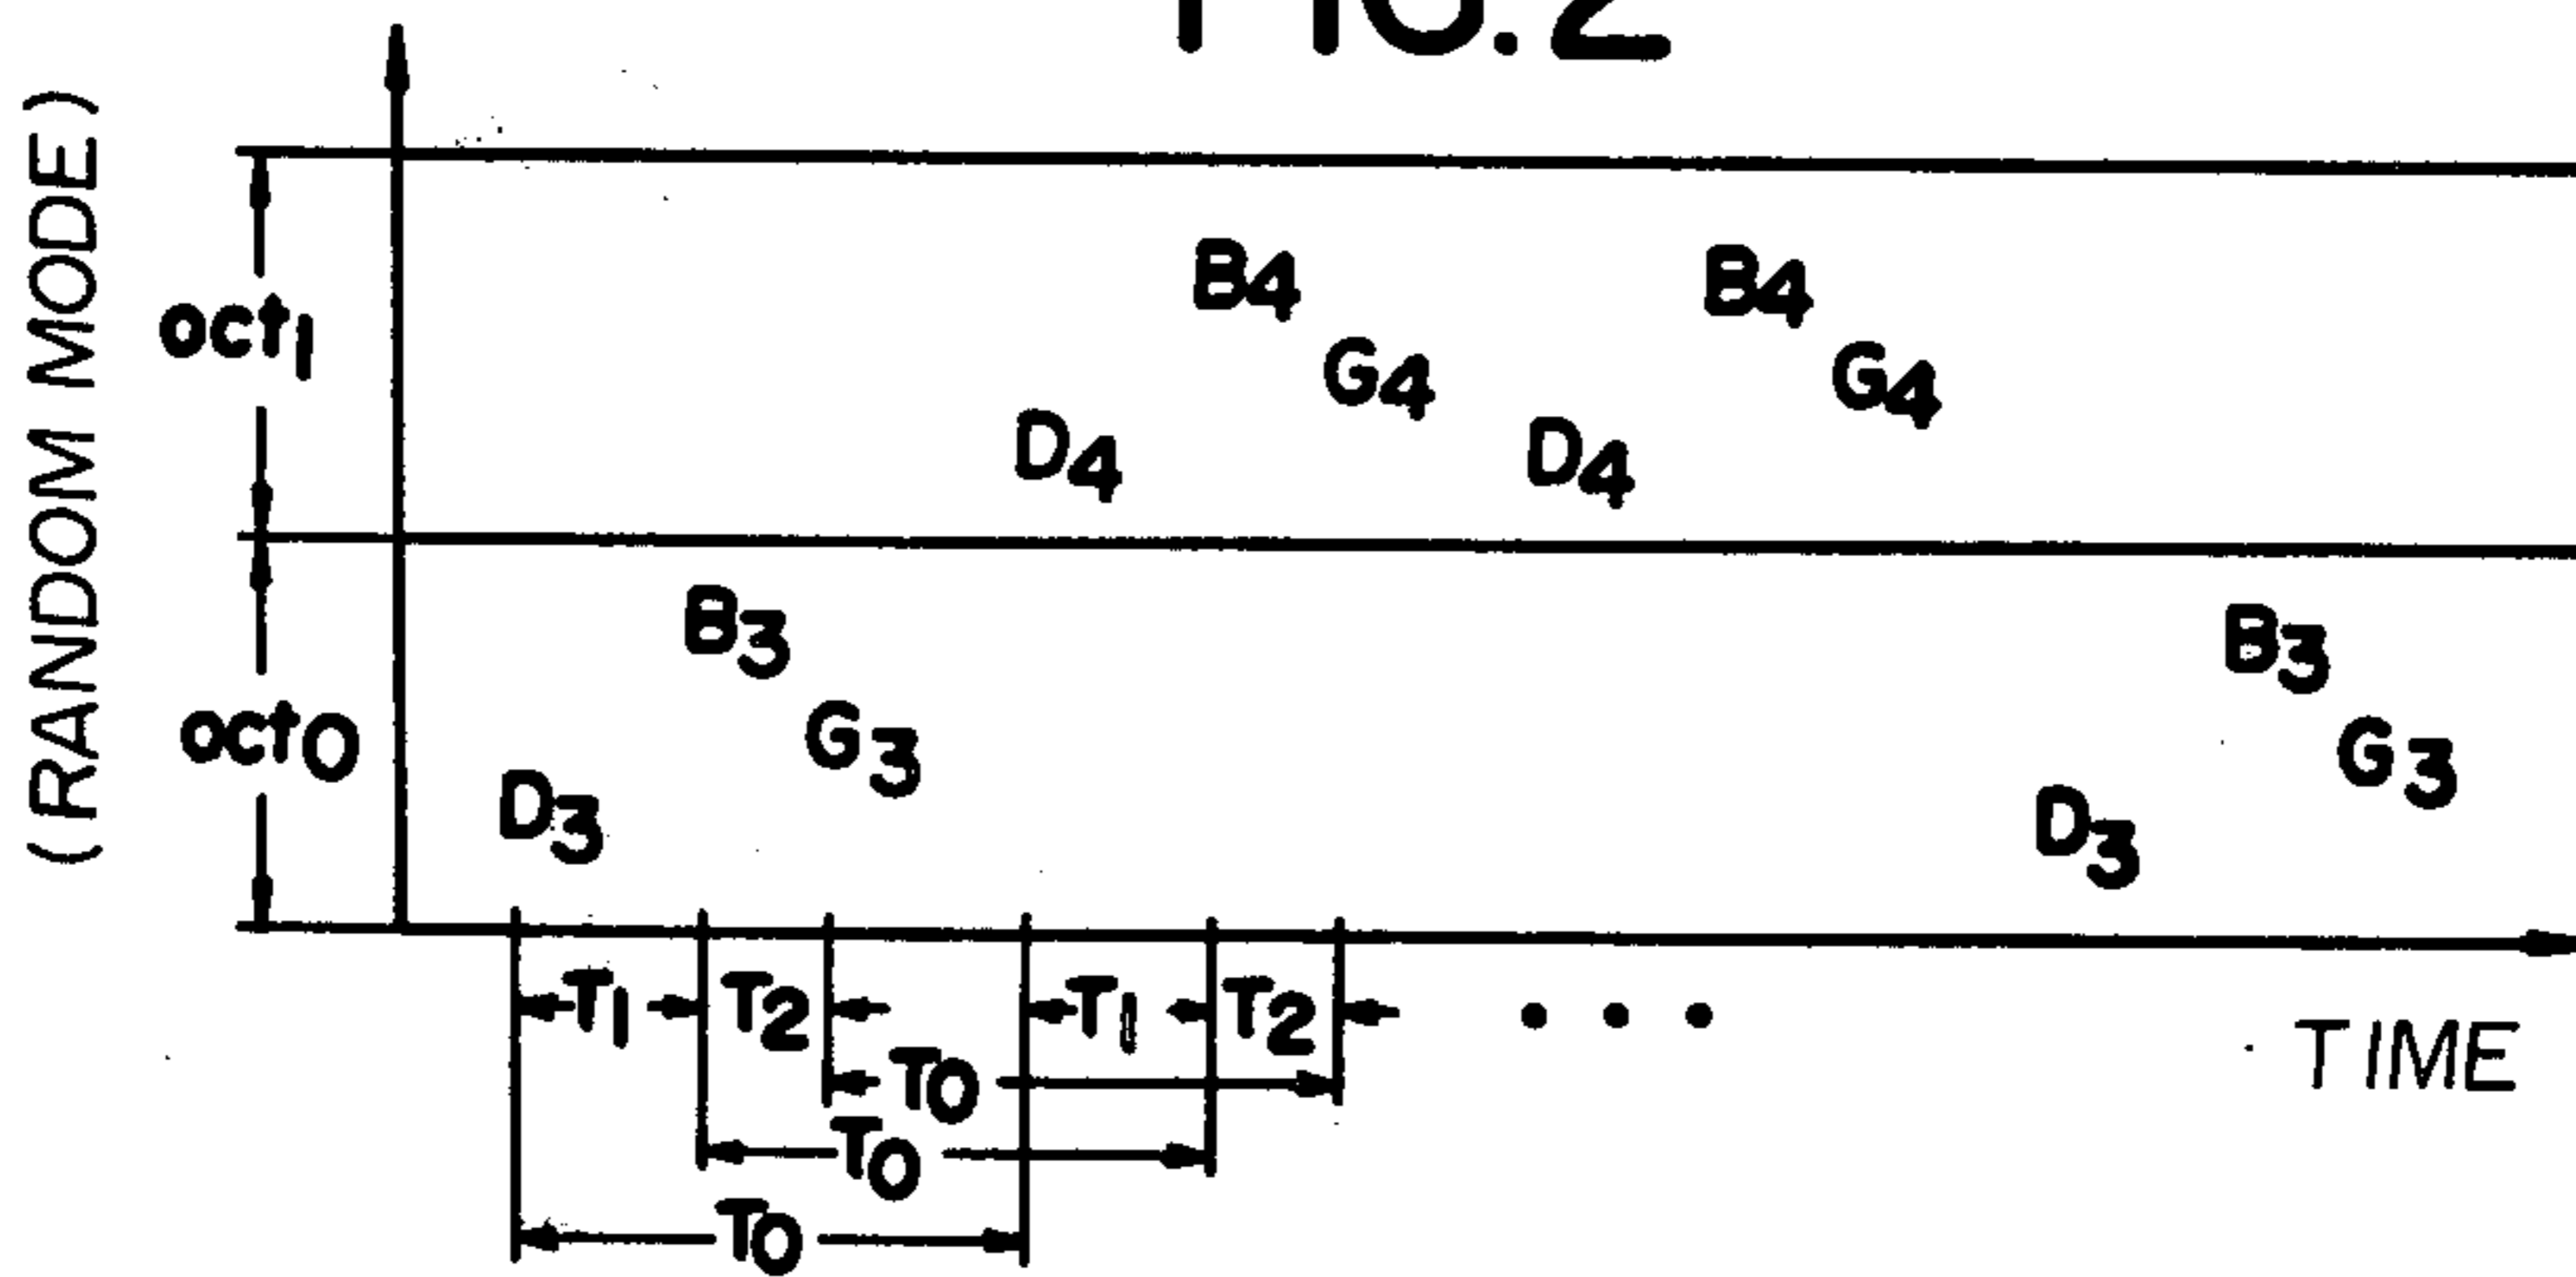 FIG. 2
(RANDOM MODE)
oct1
B4 B4
G4 G4
D4 D4
B3 B3
oct0
G3 G3
D3 D3
T1 T2 T1 T2 • • •
T0
TIME
T0
T0